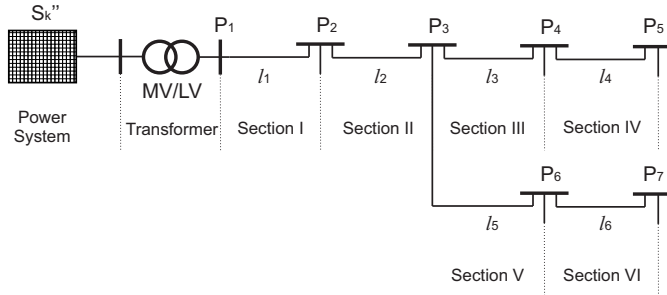 Sk''
P1 P2 P3 P4 P5
MV/LV
l1 l2 l3 l4
Power
System
Transformer Section I Section II Section III Section IV
P6 P7
l5 l6
Section V Section VI